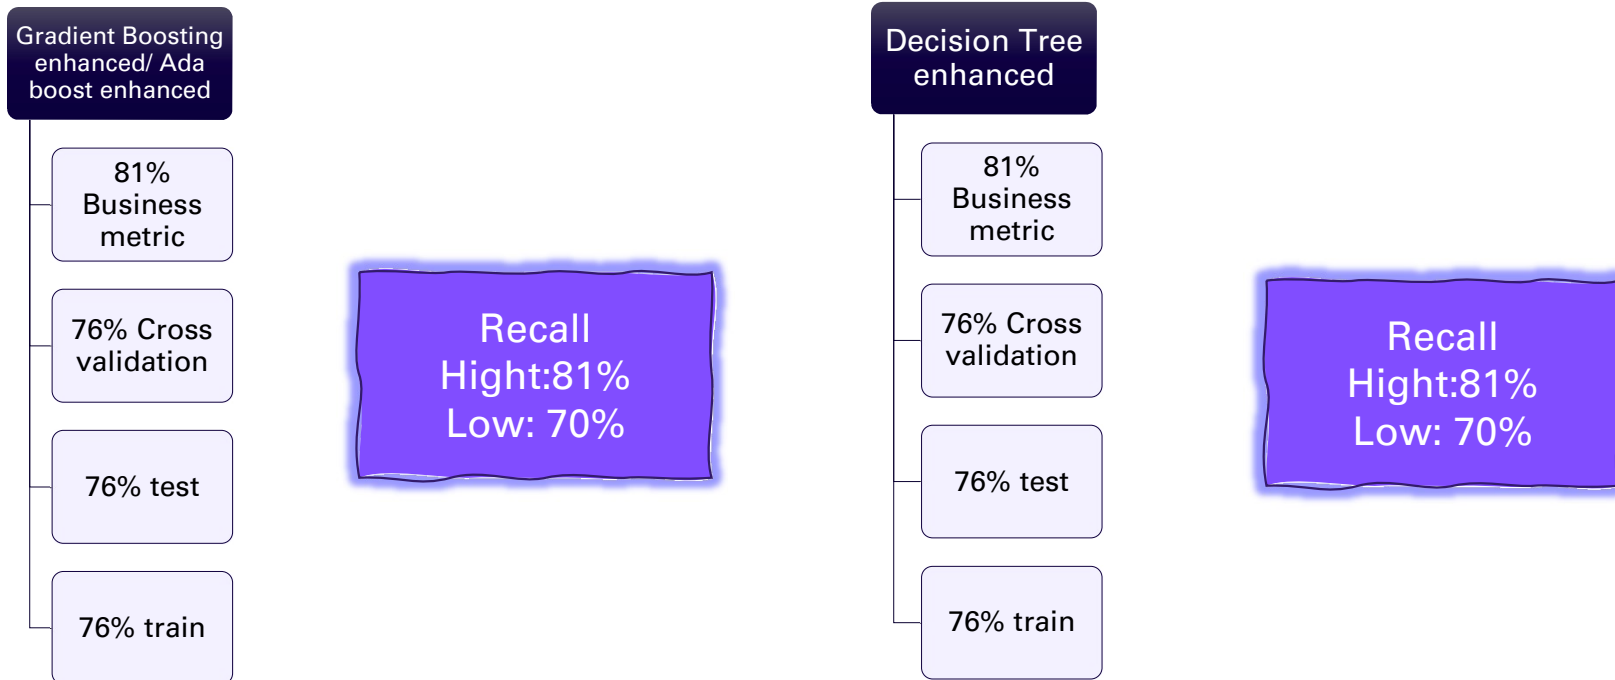 Gradient Boosting
enhanced/ Ada
boost enhanced
81%
Business
metric
76% Cross
validation
76% test
76% train
Recall
Hight:81%
Low: 70%
Decision Tree
enhanced
81%
Business
metric
76% Cross
validation
76% test
76% train
Recall
Hight:81%
Low: 70%